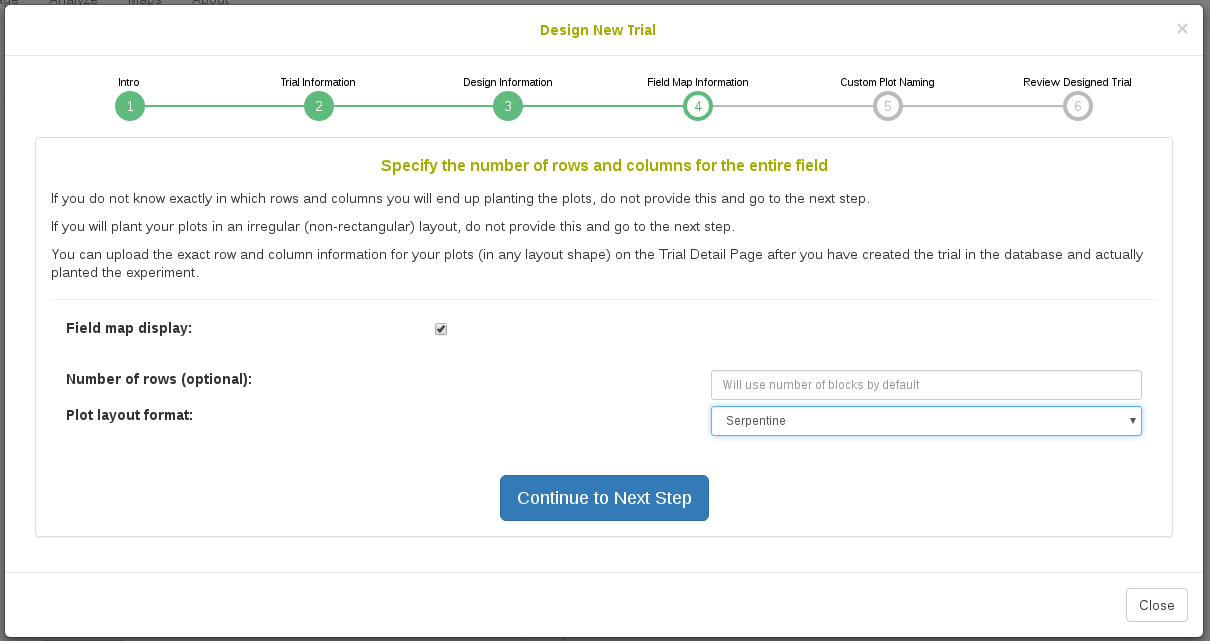 Analyze Maps About
Design New Trial ×
Intro Trial Information Design Information Field Map Information Custom Plot Naming Review Designed Trial
1 2 3 4 5 6
Specify the number of rows and columns for the entire field
If you do not know exactly in which rows and columns you will end up planting the plots, do not provide this and go to the next step.
If you will plant your plots in an irregular (non-rectangular) layout, do not provide this and go to the next step.
You can upload the exact row and column information for your plots (in any layout shape) on the Trial Detail Page after you have created the trial in the database and actually
planted the experiment.
Field map display:
Number of rows (optional): Will use number of blocks by default
Plot layout format: Serpentine
Continue to Next Step
Close